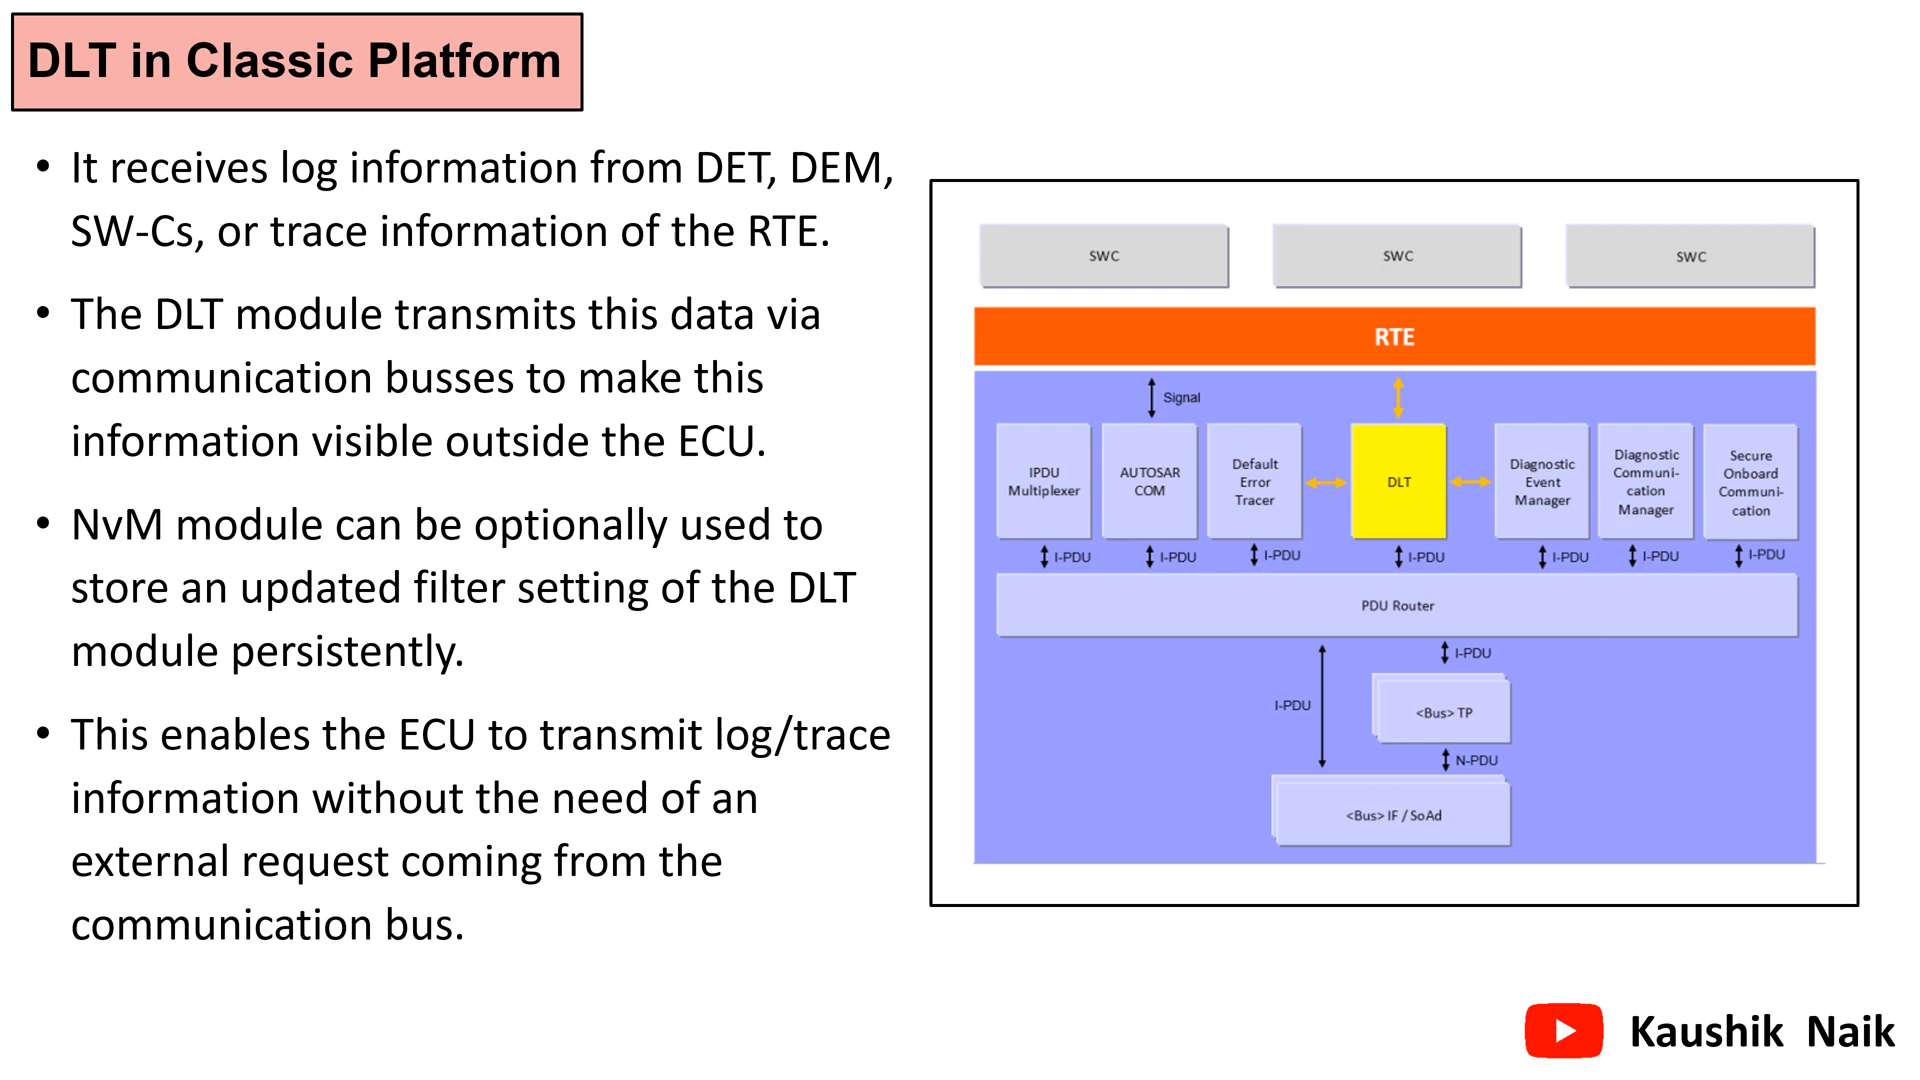 DLT in Classic Platform
• It receives log information from DET, DEM,
SW-Cs, or trace information of the RTE.
• The DLT module transmits this data via
communication busses to make this
information visible outside the ECU.
• NvM module can be optionally used to
store an updated filter setting of the DLT
module persistently.
• This enables the ECU to transmit log/trace
information without the need of an
external request coming from the
communication bus.
SWC
SWC
SWC
RTE
Signal
IPDU
Multiplexer
AUTOSAR
COM
Default
Error
Tracer
DLT
Diagnostic
Event
Manager
Diagnostic
Communi-
cation
Manager
Secure
Onboard
Communi-
cation
I-PDU
I-PDU
I-PDU
I-PDU
I-PDU
I-PDU
I-PDU
PDU Router
I-PDU
I-PDU
<Bus> TP
N-PDU
<Bus> IF / SoAd
Kaushik Naik